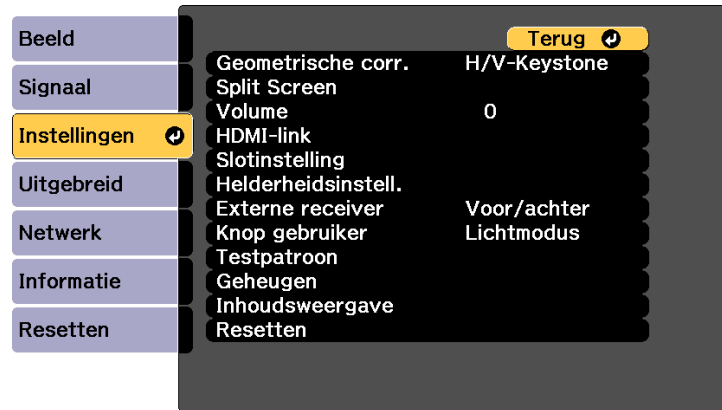 Beeld
Signaal
Instellingen
Uitgebreid
Netwerk
Informatie
Resetten
Terug
Geometrische corr. H/V-Keystone
Split Screen
Volume 0
HDMI-link
Slotinstelling
Helderheidsinstell.
Externe receiver Voor/achter
Knop gebruiker Lichtmodus
Testpatroon
Geheugen
Inhoudsweergave
Resetten